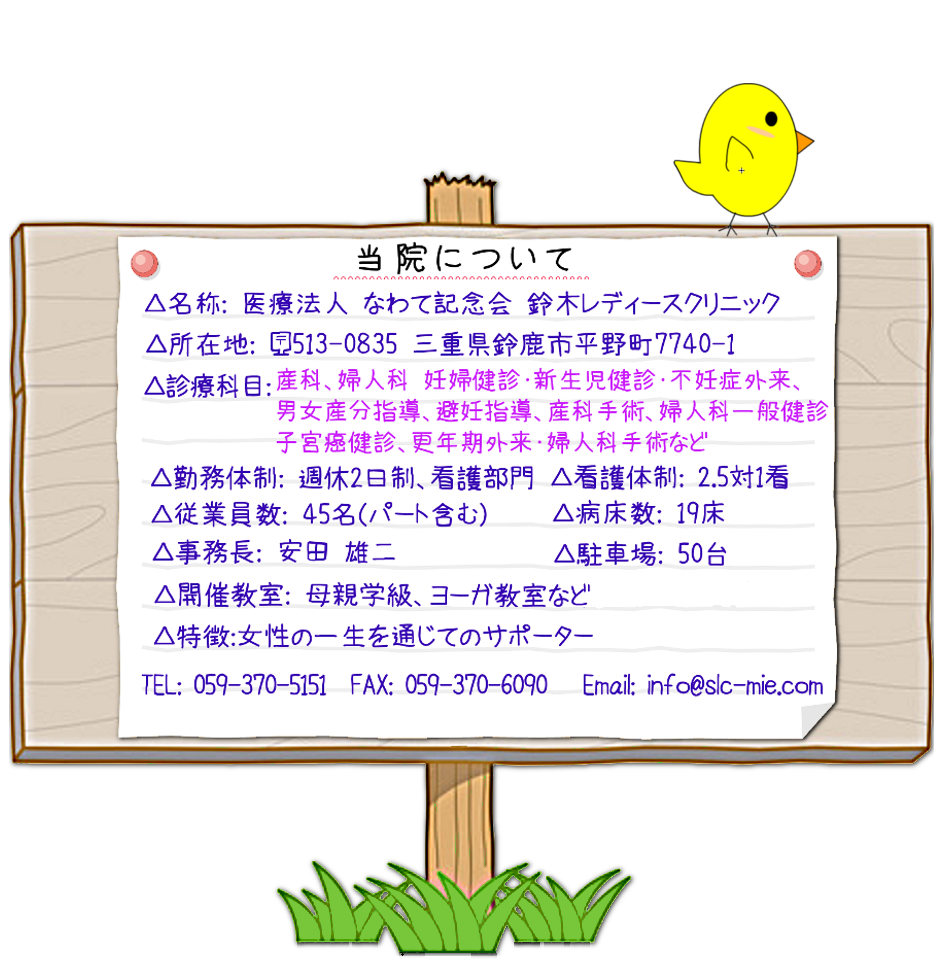 当院について
△名称: 医療法人 なわて記念会 鈴木レディースクリニック
△所在地: 〒513-0835 三重県鈴鹿市平野町7740-1
△診療科目:産科、婦人科 妊婦健診・新生児健診・不妊症外来、
男女産分指導、避妊指導、産科手術、婦人科一般健診
子宮癌健診、更年期外来・婦人科手術など
△勤務体制: 週休2日制、看護部門 △看護体制: 2.5対1看
△従業員数: 45名(パート含む) △病床数: 19床
△事務長: 安田 雄二 △駐車場: 50台
△開催教室: 母親学級、ヨーガ教室など
△特徴:女性の一生を通じてのサポーター
TEL: 059-370-5151 FAX: 059-370-6090 Email: info@slc-mie.com